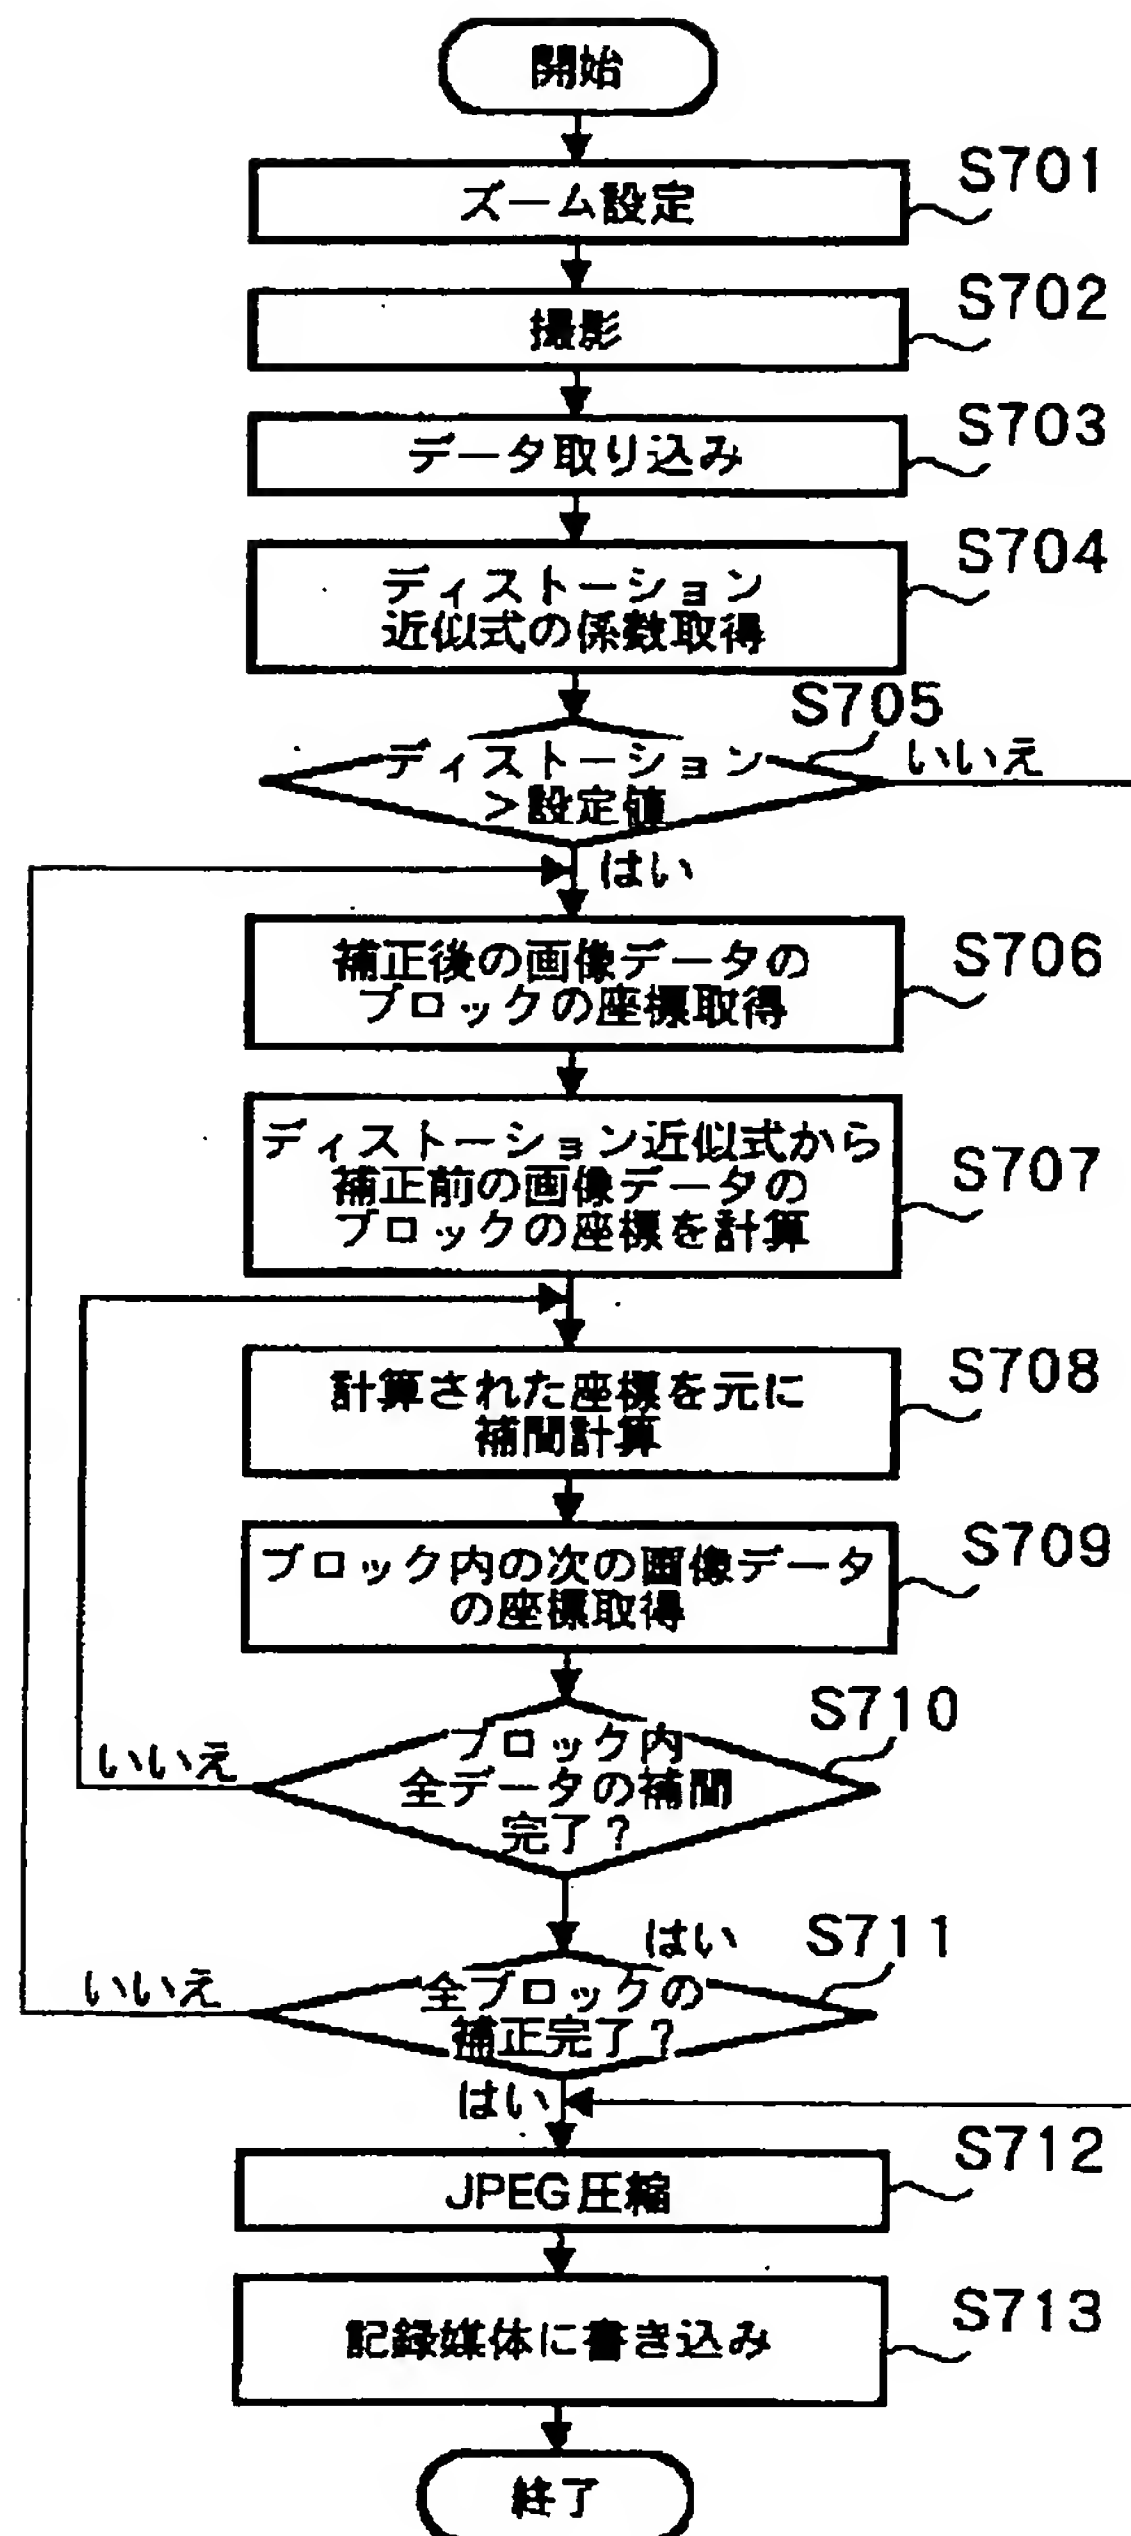 開始
ズーム設定
S701
撮影
S702
データ取り込み
S703
ディストーション
近似式の係数取得
S704
S705
ディストーション
>設定値
いいえ
はい
補正後の画像データの
ブロックの座標取得
S706
ディストーション近似式から
補正前の画像データの
ブロックの座標を計算
S707
計算された座標を元に
補間計算
S708
ブロック内の次の画像データ
の座標取得
S709
S710
ブロック内
全データの補間
完了？
いいえ
はい
S711
全ブロックの
補正完了？
いいえ
はい
JPEG圧縮
S712
記録媒体に書き込み
S713
終了